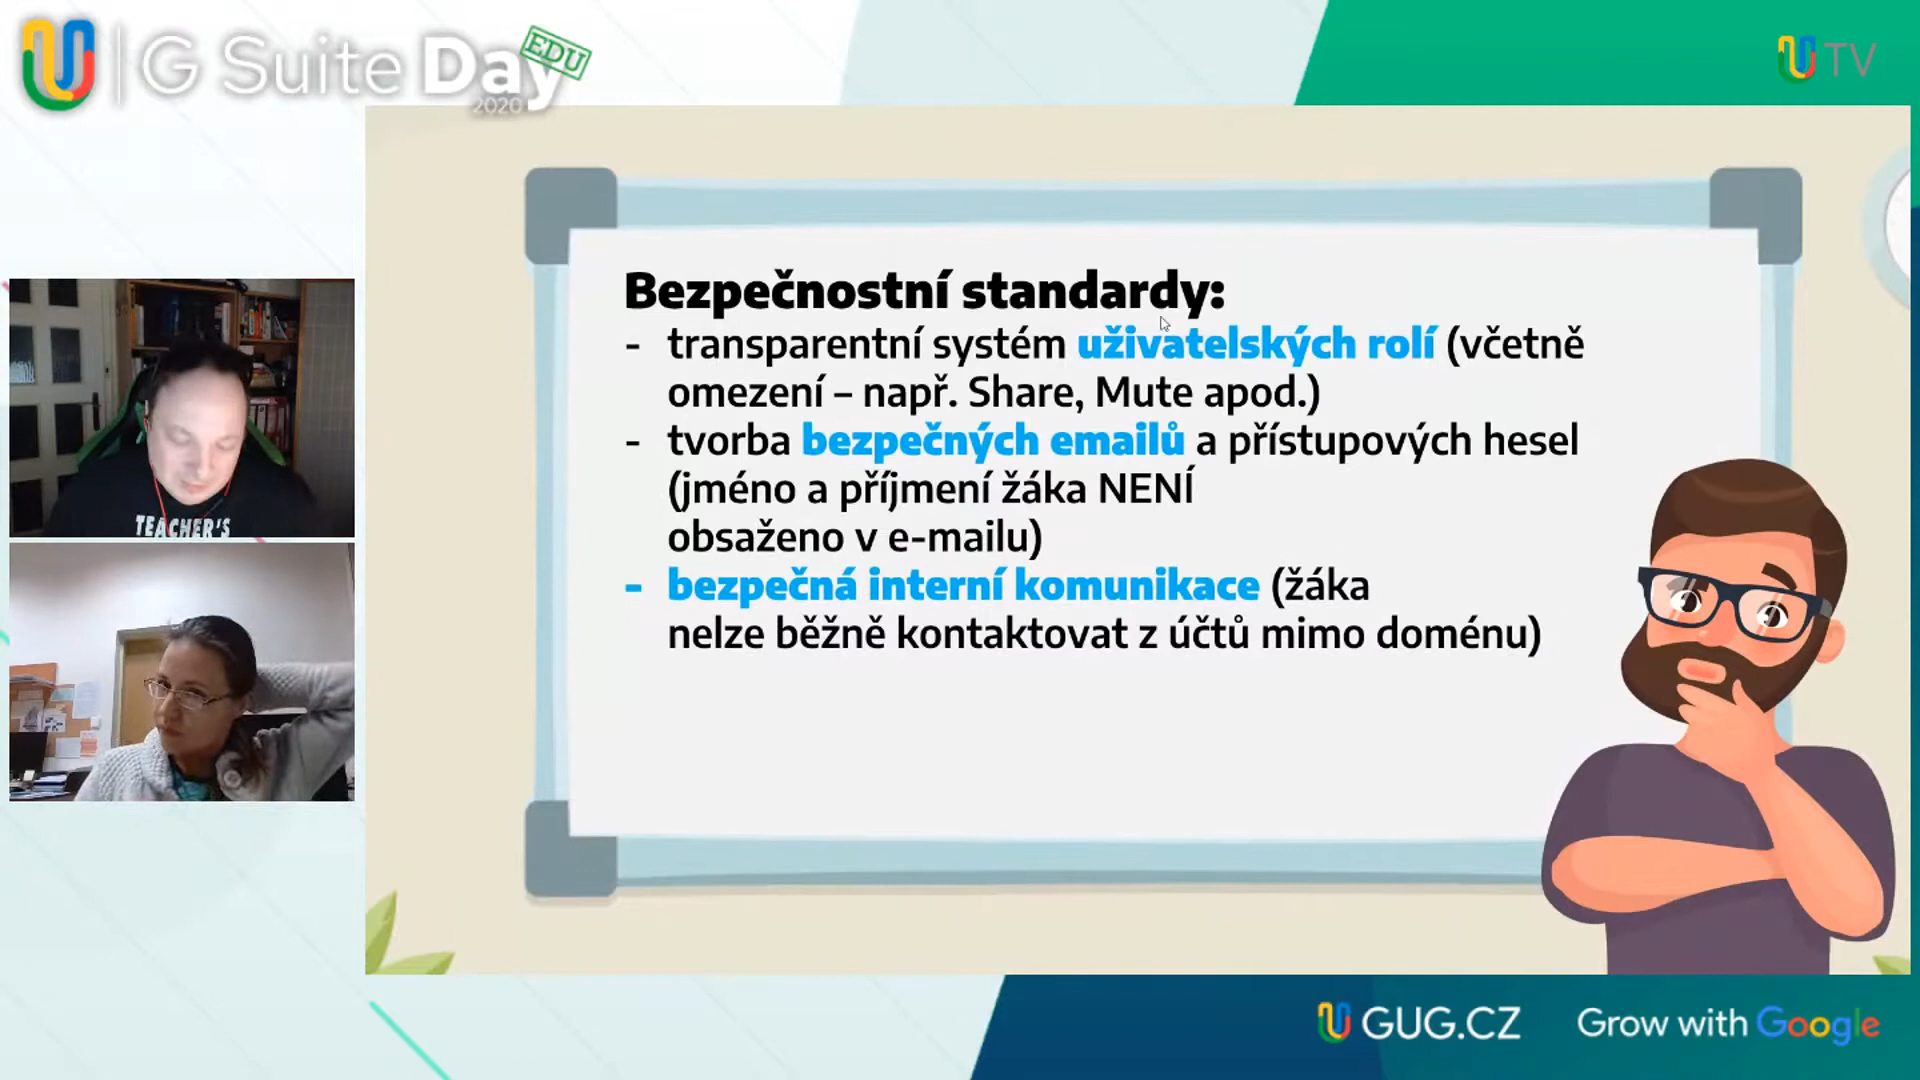 G Suite Day EDU
2020
TV
Bezpečnostní standardy:
- transparentní systém uživatelských rolí (včetně
omezení – např. Share, Mute apod.)
- tvorba bezpečných emailů a přístupových hesel
(jméno a příjmení žáka NENÍ
obsaženo v e-mailu)
- bezpečná interní komunikace (žáka
nelze běžně kontaktovat z účtů mimo doménu)
TEACHER'S
GUG.CZ
Grow with Google